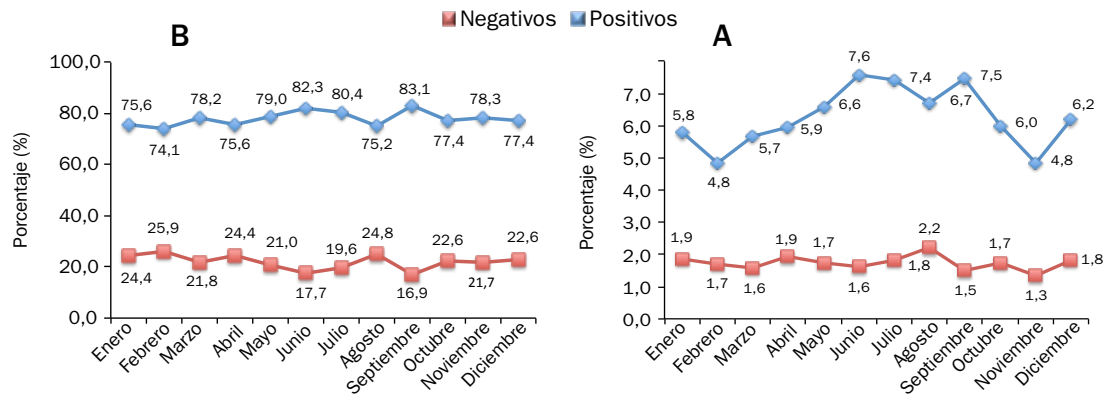 Negativos Positivos
B
Porcentaje (%)
100,0
80,0
60,0
40,0
20,0
0,0
75,6
74,1
78,2
75,6
79,0
82,3
80,4
75,2
83,1
77,4
78,3
77,4
24,4
25,9
21,8
24,4
21,0
17,7
19,6
24,8
16,9
22,6
21,7
22,6
Enero
Febrero
Marzo
Abril
Mayo
Junio
Julio
Agosto
Septiembre
Octubre
Noviembre
Diciembre
A
Porcentaje (%)
7,0
6,0
5,0
4,0
3,0
2,0
1,0
0,0
5,8
4,8
5,7
5,9
6,6
7,6
7,4
6,7
7,5
6,0
4,8
6,2
1,9
1,7
1,6
1,9
1,7
1,6
1,8
2,2
1,5
1,7
1,3
1,8
Enero
Febrero
Marzo
Abril
Mayo
Junio
Julio
Agosto
Septiembre
Octubre
Noviembre
Diciembre